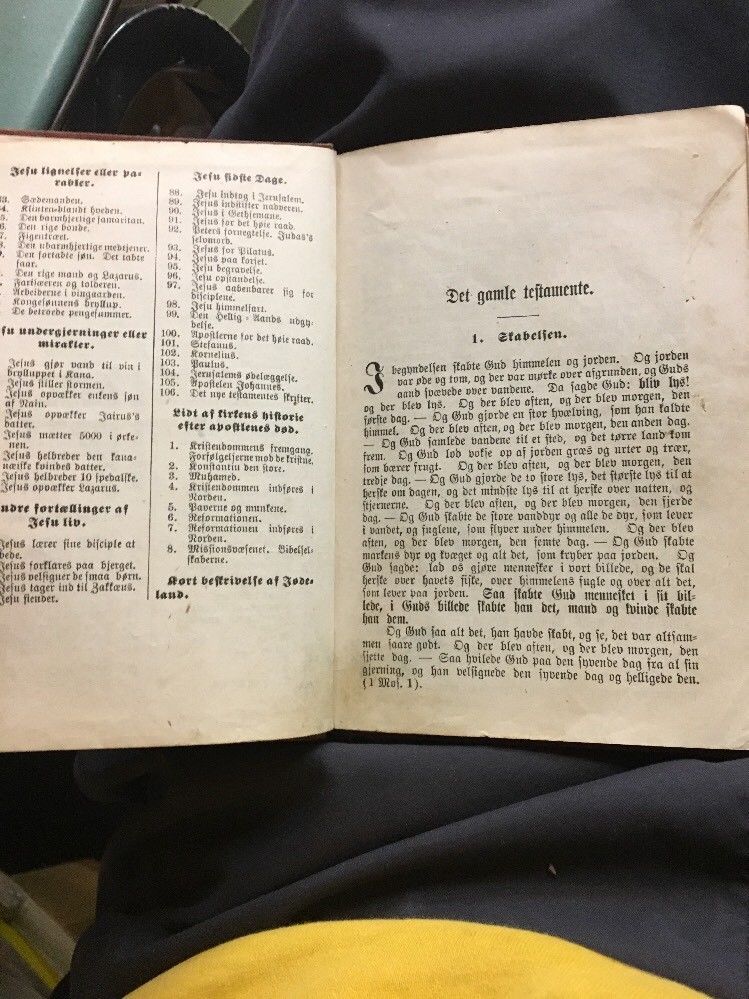 Jesu lignelser eller pa-
rabler.
Sædemanden.
Klinten blandt hveden.
Den barmhjertige samaritan.
Den rige bonde.
Figentræet.
Den ubarmhjertige medtjener.
Den fortabte søn. Det tabte
faar.
Den rige mand og Lazarus.
Farisæeren og tolderen.
Arbeiderne i vingaarden.
Kongesønnens bryllup.
De betroede pengesummer.
Jesu undergjerninger eller
mirakler.
Jesus gjør vand til vin i
brylluppet i Kana.
Jesus stiller stormen.
Jesus opvækker enkens søn
af Nain.
Jesus opvækker Jairus's
datter.
Jesus mætter 5000 i ørke-
nen.
Jesus helbreder den kana-
næiske kvindes datter.
Jesus helbreder 10 spedalske.
Jesus opvækker Lazarus.
Andre fortællinger af
Jesu liv.
Jesus lærer sine disciple at
bede.
Jesus forklares paa bjerget.
Jesus velsigner de smaa børn.
Jesus tager ind til Zakkæus.
Jesu fiender.
Jesu sidste Dage.
88. Jesu indtog i Jerusalem.
89. Jesus indstifter nadveren.
90. Jesus i Gethsemane.
91. Jesus for det høie raad.
92. Peters fornegtelse. Judas's
selvmord.
93. Jesus for Pilatus.
94. Jesus paa korset.
95. Jesu begravelse.
96. Jesu opstandelse.
97. Jesus aabenbarer sig for
disciplene.
98. Jesu himmelfart.
99. Den Hellig-Aands udgy-
delse.
100. Apostlerne for det høie raad.
101. Stefanus.
102. Kornelius.
103. Paulus.
104. Jerusalems ødelæggelse.
105. Apostelen Johannes.
106. Det nye testamentes skrifter.
Lidt af kirkens historie
efter apostlenes død.
1. Kristendommens fremgang.
Forfølgelserne mod de kristne.
2. Konstantin den store.
3. Muhamed.
4. Kristendommen indføres i
Norden.
5. Paverne og munkene.
6. Reformationen.
7. Reformationen indføres i
Norden.
8. Missionsvæsenet. Bibelsel-
skaberne.
Kort beskrivelse af Jøde-
land.
Det gamle testamente.
1. Skabelsen.
I begyndelsen skabte Gud himmelen og jorden. Og jorden
var øde og tom, og der var mørke over afgrunden, og Guds
aand svævede over vandene. Da sagde Gud: bliv lys!
og der blev lys. Og der blev aften, og der blev morgen, den
første dag. — Og Gud gjorde en stor hvælving, som han kaldte
himmel. Og der blev aften, og der blev morgen, den anden dag.
— Og Gud samlede vandene til et sted, og det tørre land kom
frem. Og Gud lod vokse op af jorden græs og urter og trær,
som bærer frugt. Og der blev aften, og der blev morgen, den
tredje dag. — Og Gud gjorde de to store lys, det største lys til at
herske om dagen, og det mindste lys til at herske over natten, og
stjernerne. Og der blev aften, og der blev morgen, den fjerde
dag. — Og Gud skabte de store vanddyr og alle de dyr, som lever
i vandet, og fuglene, som flyver under himmelen. Og der blev
aften, og der blev morgen, den femte dag. — Og Gud skabte
markens dyr og kvæget og alt det, som kryber paa jorden. Og
Gud sagde: lad os gjøre mennesker i vort billede, og de skal
herske over havets fiske, over himmelens fugle og over alt det,
som lever paa jorden. Saa skabte Gud mennesket i sit bil-
lede, i Guds billede skabte han det, mand og kvinde skabte
han dem.
Og Gud saa alt det, han havde skabt, og se, det var altsam-
men saare godt. Og der blev aften, og der blev morgen, den
sjette dag. — Saa hvilede Gud paa den syvende dag fra al sin
gjerning, og han velsignede den syvende dag og helligede den.
(1 Mos. 1).